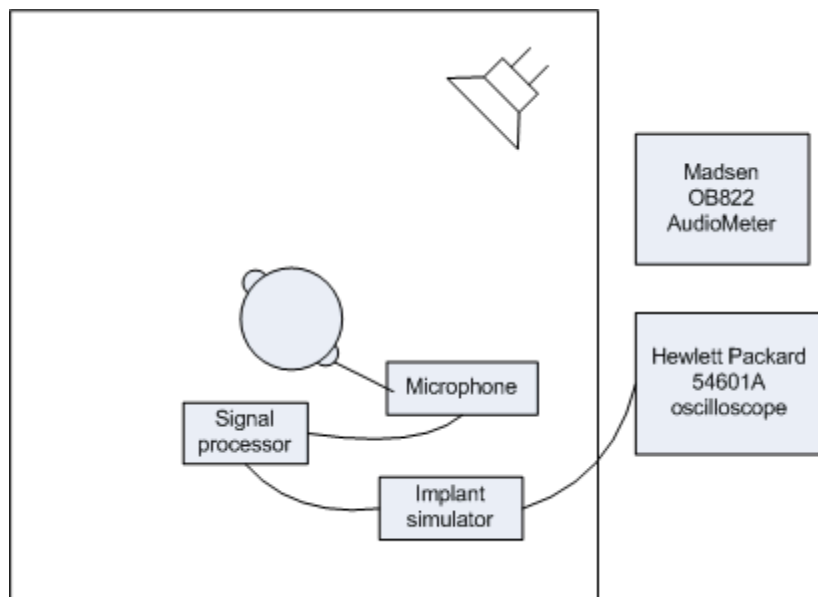 Madsen
OB822
AudioMeter
Hewlett Packard
54601A
oscilloscope
Microphone
Signal
processor
Implant
simulator